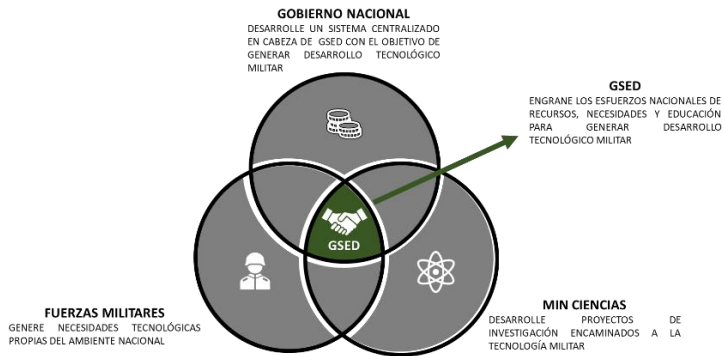 GOBIERNO NACIONAL
DESARROLLE UN SISTEMA CENTRALIZADO
EN CABEZA DE GSED CON EL OBJETIVO DE
GENERAR DESARROLLO TECNOLÓGICO
MILITAR
GSED
ENGRANE LOS ESFUERZOS NACIONALES DE
RECURSOS, NECESIDADES Y EDUCACIÓN
PARA GENERAR DESARROLLO
TECNOLÓGICO MILITAR
GSED
FUERZAS MILITARES
GENERE NECESIDADES TECNOLÓGICAS
PROPIAS DEL AMBIENTE NACIONAL
MIN CIENCIAS
DESARROLLE PROYECTOS DE
INVESTIGACIÓN ENCAMINADOS A LA
TECNOLOGÍA MILITAR